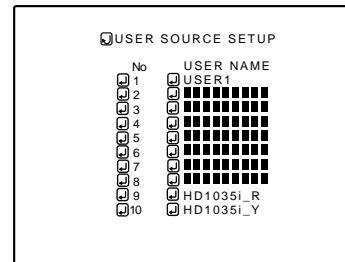 USER SOURCE SETUP
No USER NAME
1 USER1
2
3
4
5
6
7
8
9 HD1035i_R
10 HD1035i_Y